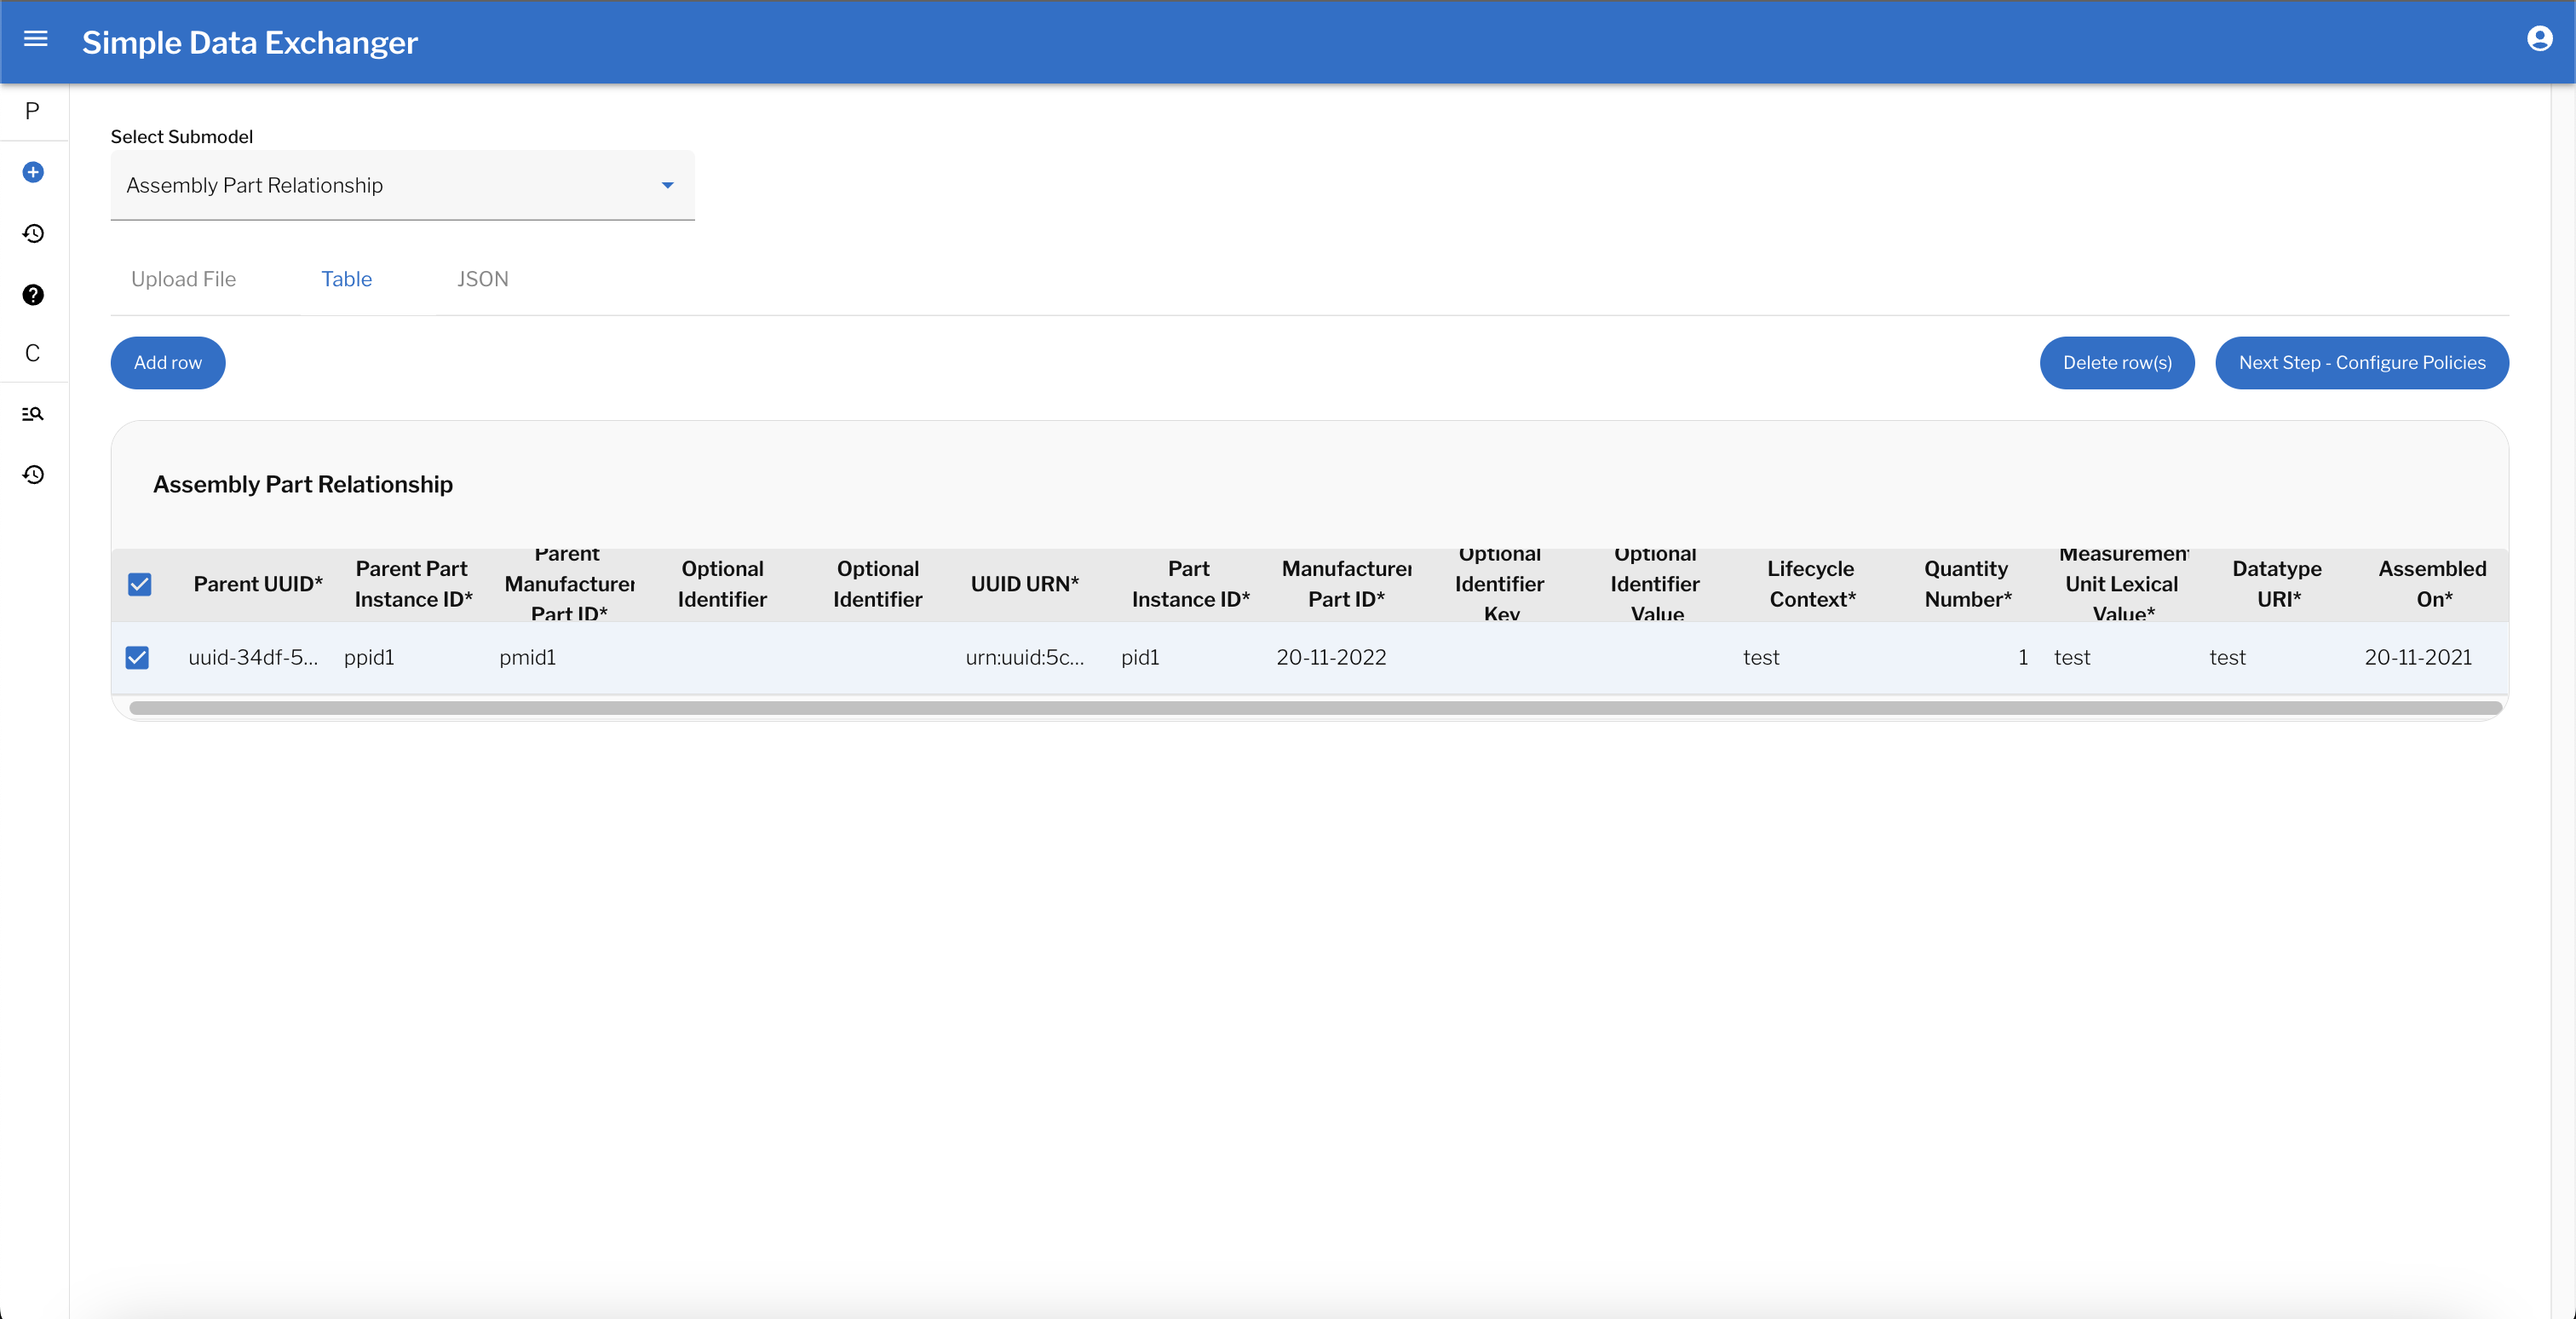 Simple Data Exchanger
P
Select Submodel
Assembly Part Relationship
Upload File Table JSON
C
Add row Delete row(s) Next Step - Configure Policies
Assembly Part Relationship
Parent UUID*
Parent Part
Instance ID*
Parent
Manufacturer
Part ID*
Optional
Identifier
Optional
Identifier
UUID URN*
Part
Instance ID*
Manufacturer
Part ID*
Optional
Identifier
Key
Optional
Identifier
Value
Lifecycle
Context*
Quantity
Number*
Measurement
Unit Lexical
Value*
Datatype
URI*
Assembled
On*
uuid-34df-5... ppid1 pmid1 urn:uuid:5c... pid1 20-11-2022 test 1 test test 20-11-2021